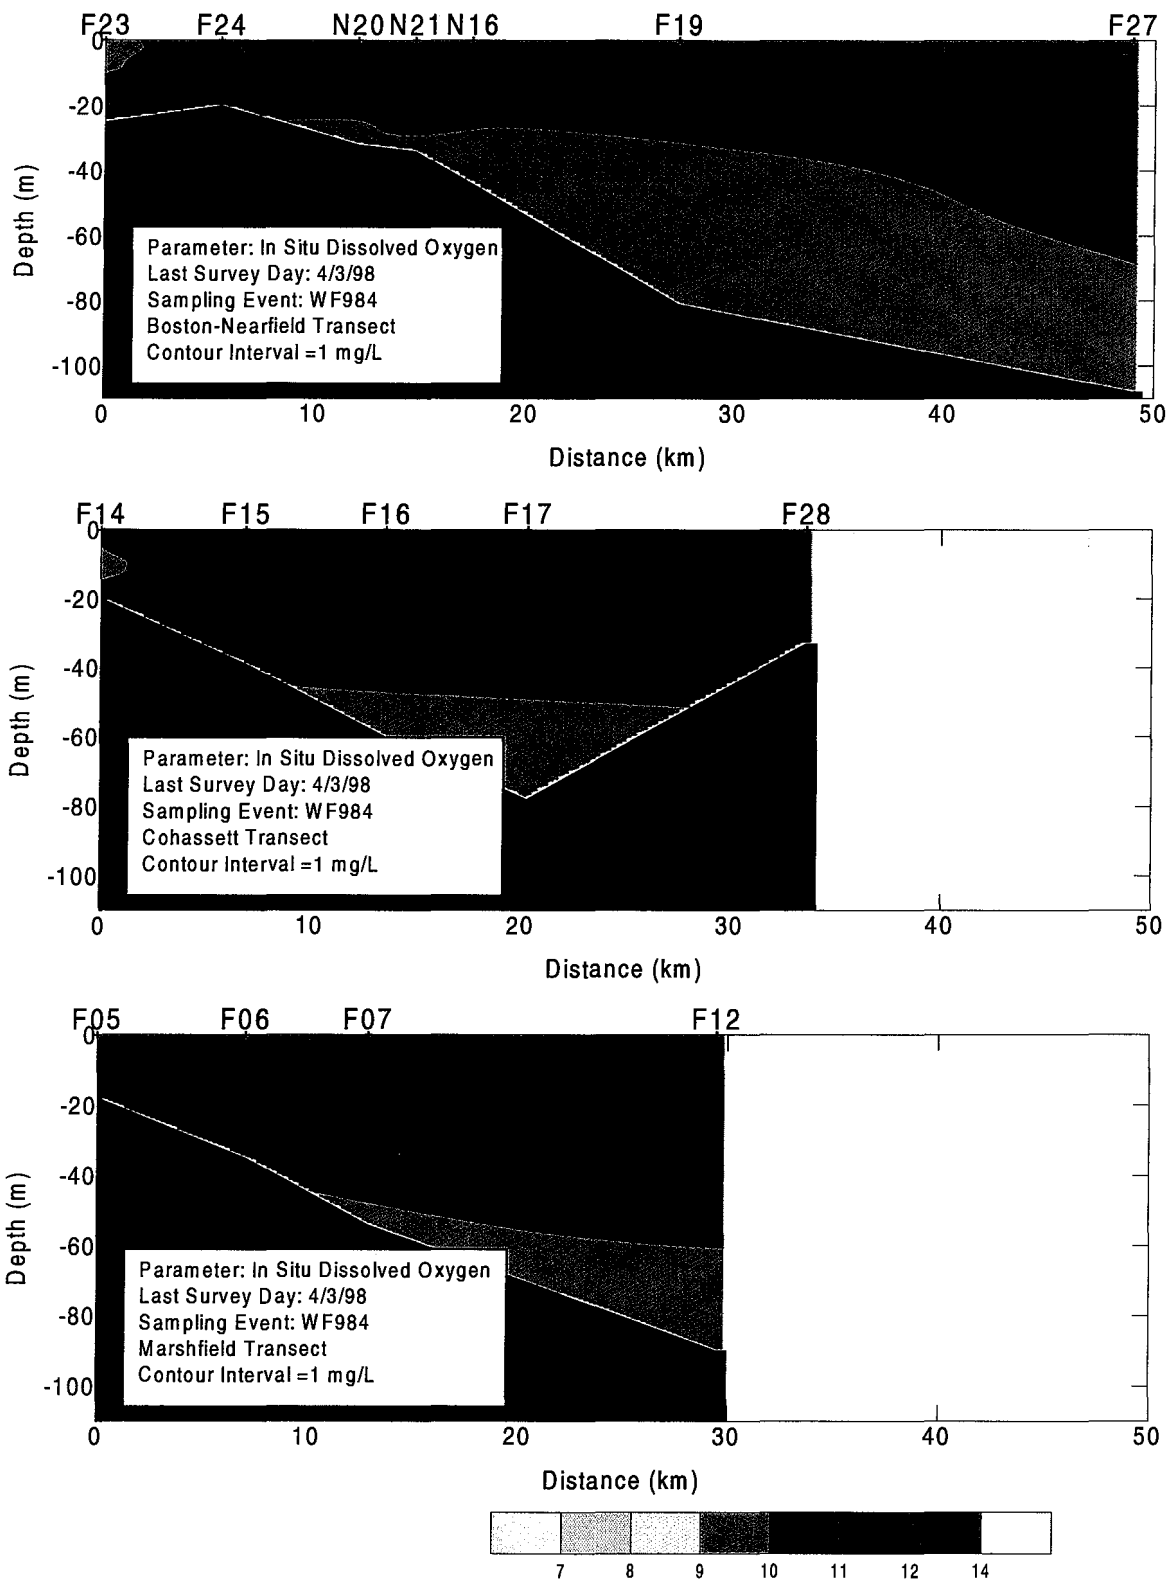 F23 F24 N20 N21 N16 F19 F27
0
-20
-40
-60
-80
-100
Depth (m)
Parameter: In Situ Dissolved Oxygen
Last Survey Day: 4/3/98
Sampling Event: WF984
Boston-Nearfield Transect
Contour Interval =1 mg/L
0 10 20 30 40 50
Distance (km)
F14 F15 F16 F17 F28
0
-20
-40
-60
-80
-100
Depth (m)
Parameter: In Situ Dissolved Oxygen
Last Survey Day: 4/3/98
Sampling Event: WF984
Cohassett Transect
Contour Interval =1 mg/L
0 10 20 30 40 50
Distance (km)
F05 F06 F07 F12
0
-20
-40
-60
-80
-100
Depth (m)
Parameter: In Situ Dissolved Oxygen
Last Survey Day: 4/3/98
Sampling Event: WF984
Marshfield Transect
Contour Interval =1 mg/L
0 10 20 30 40 50
Distance (km)
7 8 9 10 11 12 14